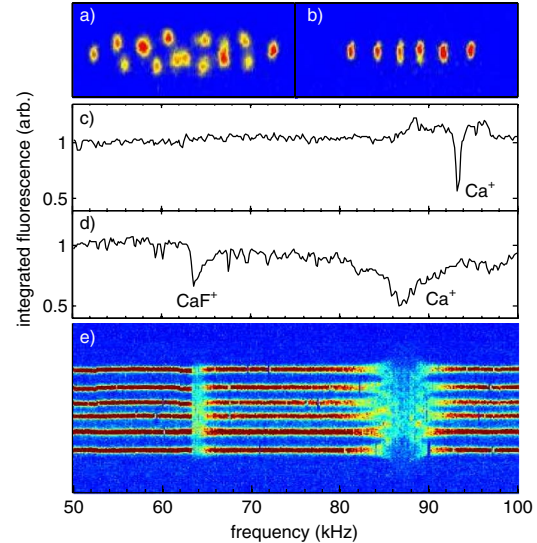 a)
b)
integrated fluorescence (arb.)
c)
1
0.5
Ca⁺
d)
1
0.5
CaF⁺
Ca⁺
e)
50 60 70 80 90 100
frequency (kHz)